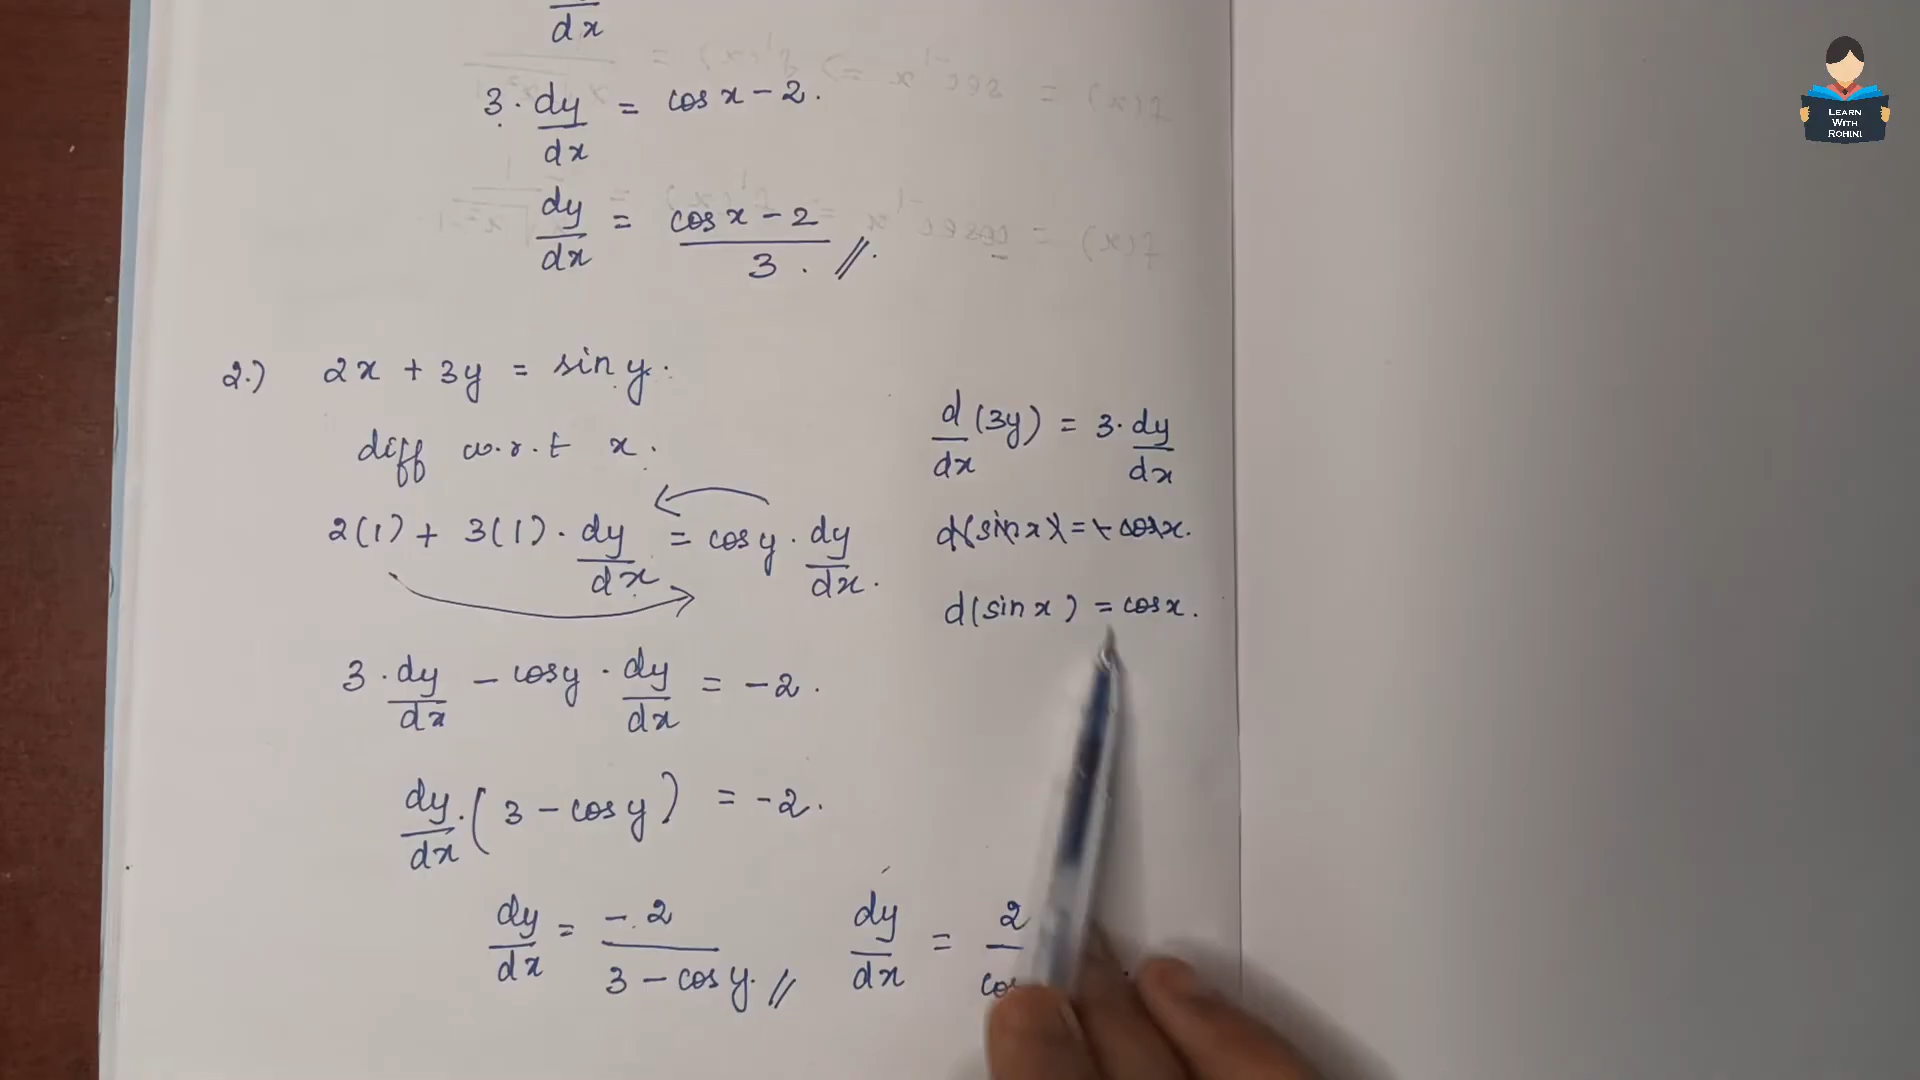 dx
3. dy/dx = cos x - 2.
dy/dx = cos x - 2 / 3. //.
2.) 2x + 3y = sin y.
diff w.r.t x.
2(1) + 3(1). dy/dx = cos y . dy/dx.
3. dy/dx - cos y . dy/dx = -2.
dy/dx . (3 - cos y) = -2.
dy/dx = -2 / 3 - cos y. //
dy/dx = 2 /
d/dx (3y) = 3. dy/dx
d(sin x) = - cos x.
d(sin x) = cos x.
LEARN
WITH
ROHINI